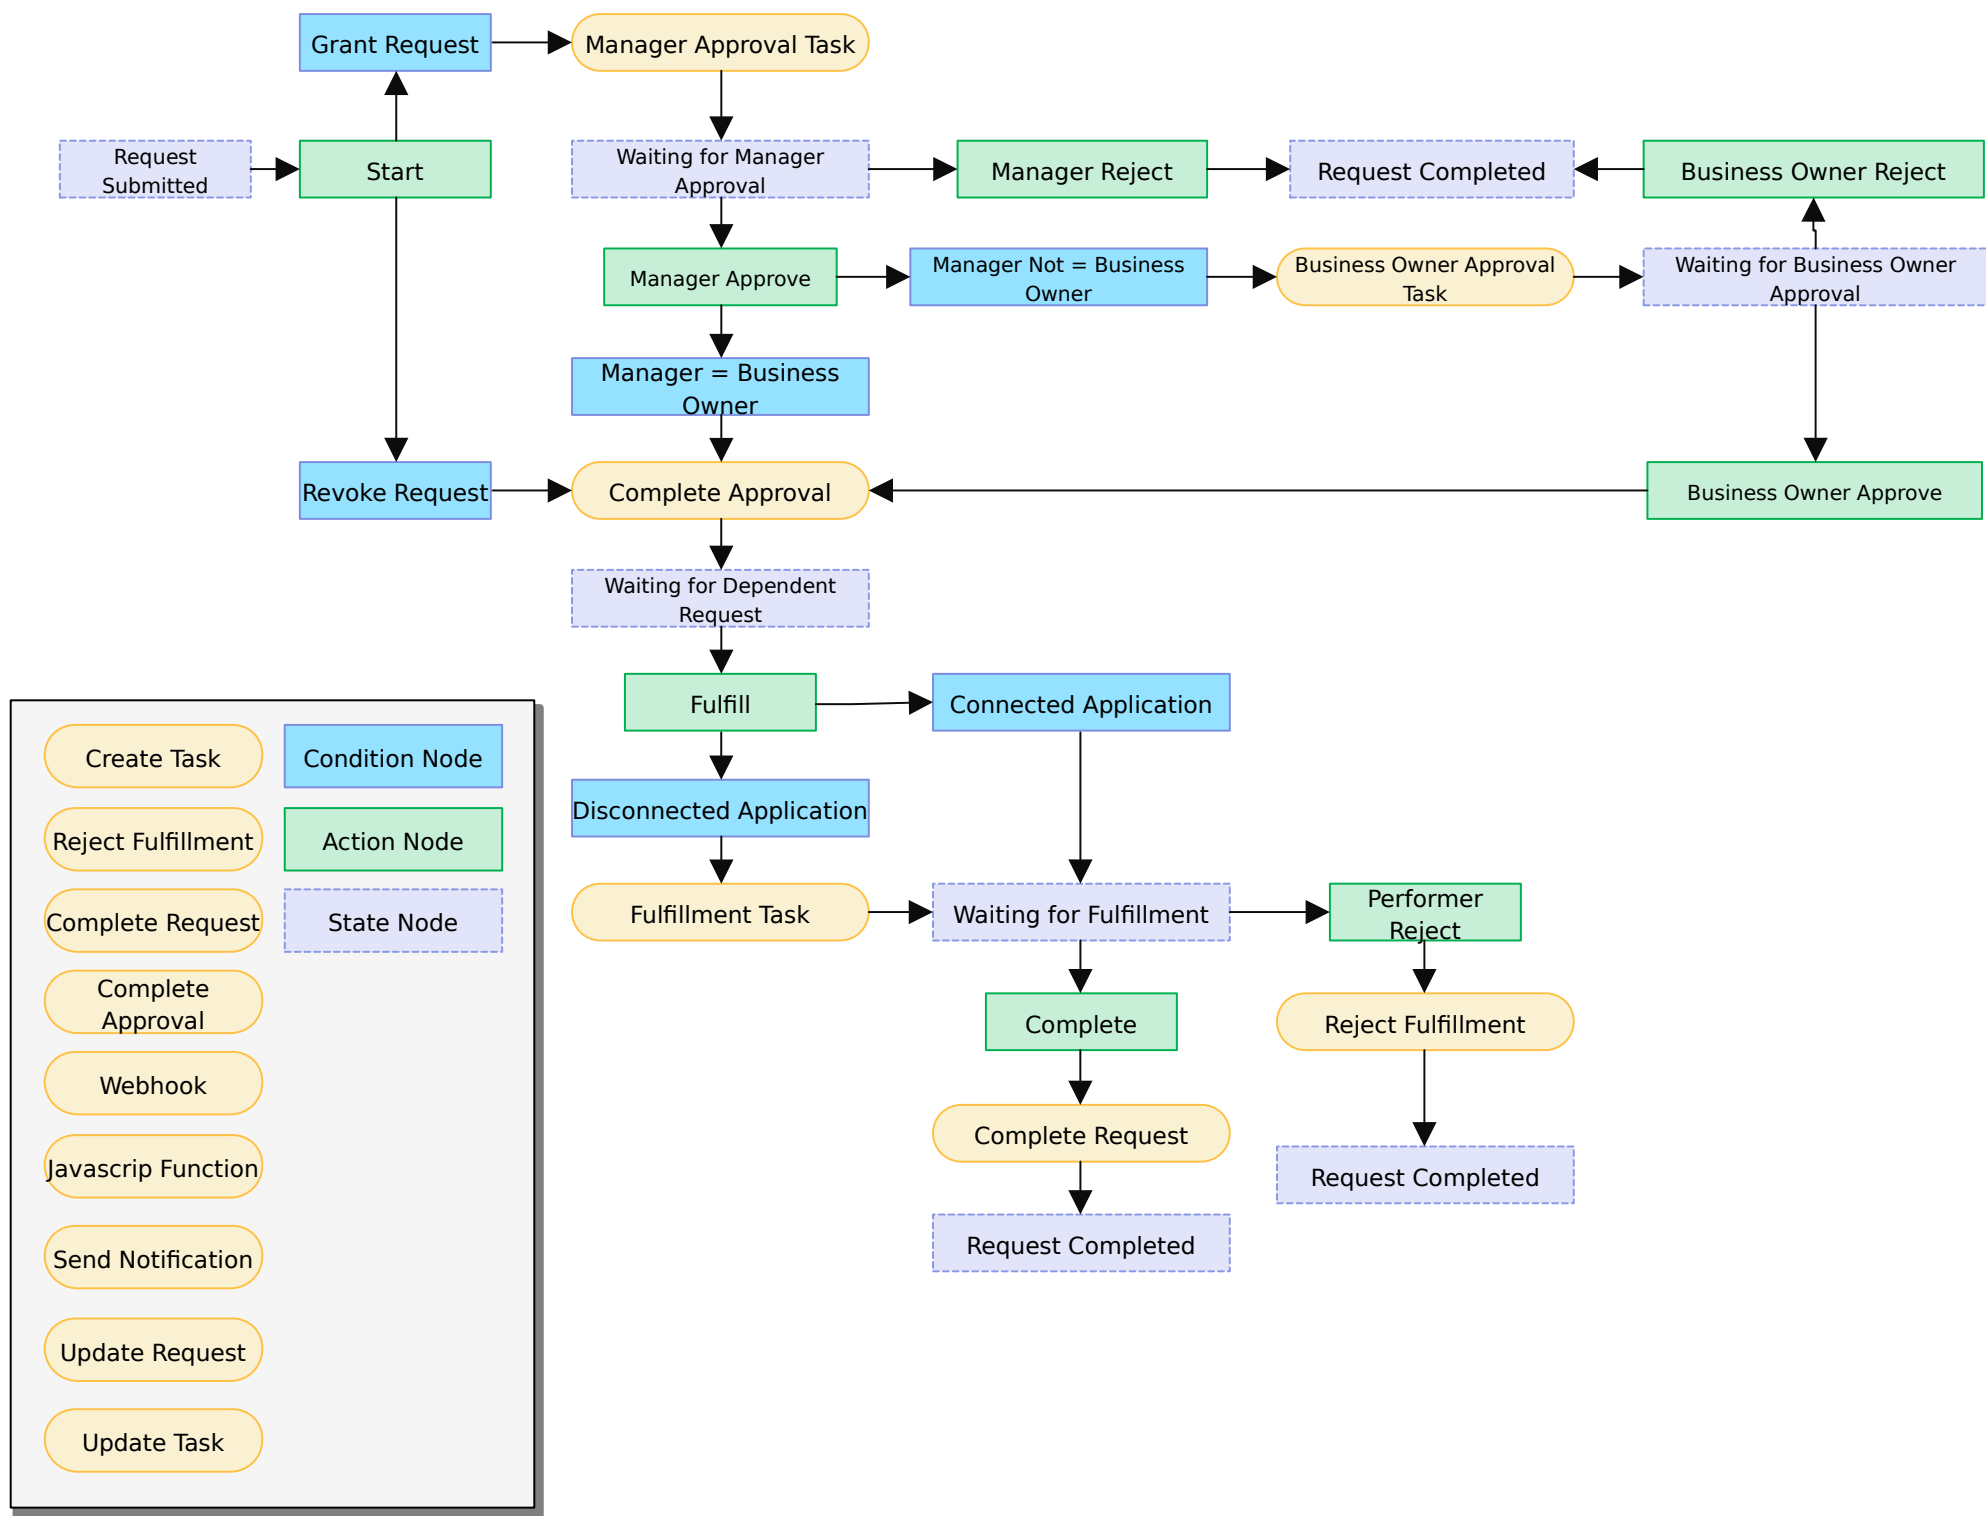 Grant Request
Manager Approval Task
Request
Submitted
Start
Waiting for Manager
Approval
Manager Reject
Request Completed
Business Owner Reject
Manager Approve
Manager Not = Business
Owner
Business Owner Approval
Task
Waiting for Business Owner
Approval
Manager = Business
Owner
Revoke Request
Complete Approval
Business Owner Approve
Waiting for Dependent
Request
Fulfill
Connected Application
Disconnected Application
Fulfillment Task
Waiting for Fulfillment
Performer
Reject
Complete
Reject Fulfillment
Complete Request
Request Completed
Request Completed
Create Task
Condition Node
Reject Fulfillment
Action Node
Complete Request
State Node
Complete
Approval
Webhook
Javascrip Function
Send Notification
Update Request
Update Task